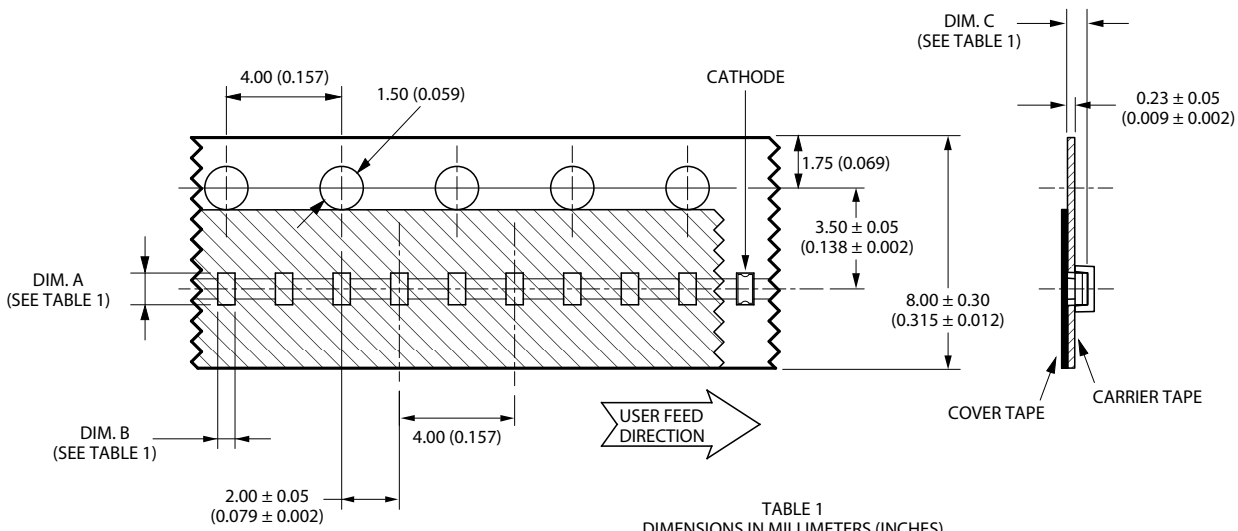 DIM. C
(SEE TABLE 1)
4.00 (0.157)
1.50 (0.059)
CATHODE
0.23 ± 0.05
(0.009 ± 0.002)
1.75 (0.069)
3.50 ± 0.05
(0.138 ± 0.002)
DIM. A
(SEE TABLE 1)
8.00 ± 0.30
(0.315 ± 0.012)
CARRIER TAPE
COVER TAPE
USER FEED
DIRECTION
DIM. B
(SEE TABLE 1)
4.00 (0.157)
2.00 ± 0.05
(0.079 ± 0.002)
TABLE 1
DIMENSIONS IN MILLIMETERS (INCHES)